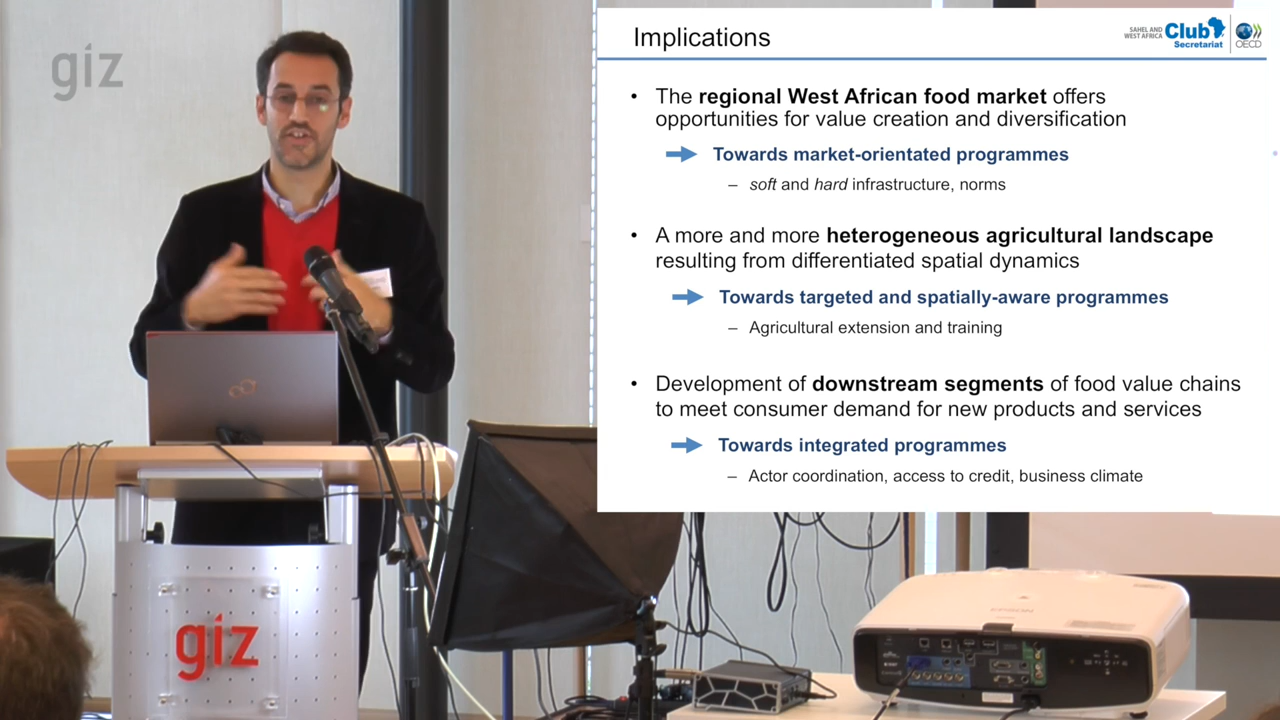 giz
Implications
SAHEL AND
WEST AFRICA
Club
Secretariat
OECD
• The regional West African food market offers
opportunities for value creation and diversification
Towards market-orientated programmes
– soft and hard infrastructure, norms
• A more and more heterogeneous agricultural landscape
resulting from differentiated spatial dynamics
Towards targeted and spatially-aware programmes
– Agricultural extension and training
• Development of downstream segments of food value chains
to meet consumer demand for new products and services
Towards integrated programmes
– Actor coordination, access to credit, business climate
giz